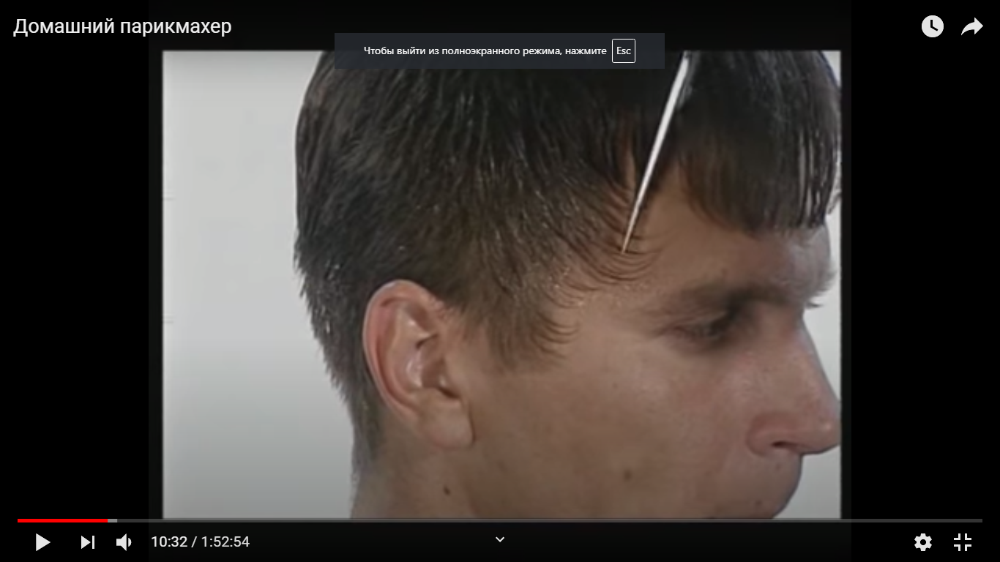 Домашний парикмахер
Чтобы выйти из полноэкранного режима, нажмите Esc
10:32 / 1:52:54